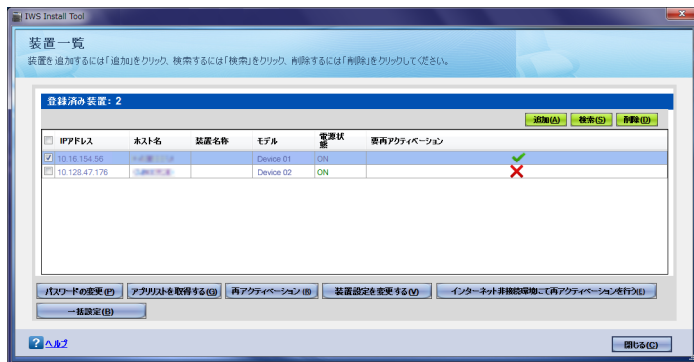 IWS Install Tool
装置一覧
装置を追加するには「追加」をクリック、検索するには「検索」をクリック、削除するには「削除」をクリックしてください。
登録済み装置: 2
追加(A) 検索(S) 削除(D)
IPアドレス ホスト名 装置名称 モデル 電源状態 要再アクティベーション
10.16.154.56 Device 01 ON
10.128.47.176 Device 02 ON
パスワードの変更(P) アプリリストを取得する(G) 再アクティベーション(R) 装置設定を変更する(V) インターネット非接続環境にて再アクティベーションを行う(E)
一括設定(B)
ヘルプ 閉じる(C)